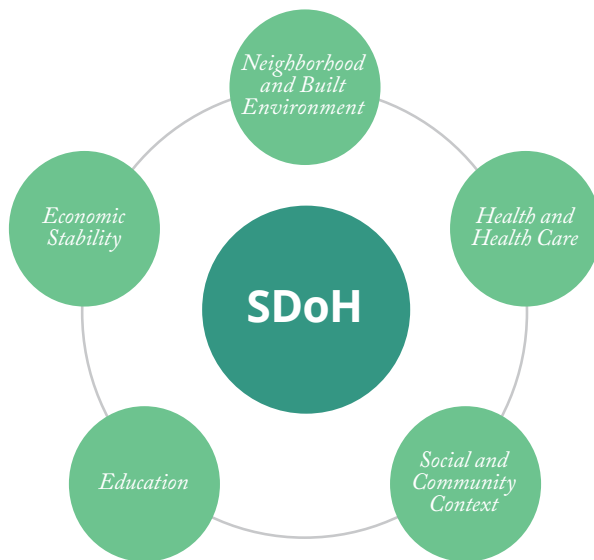 Neighborhood
and Built
Environment
Economic
Stability
Health and
Health Care
SDoH
Education
Social and
Community
Context